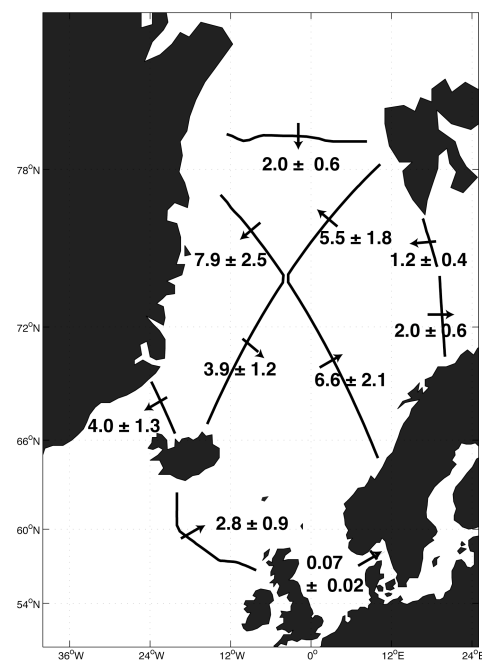 2.0 ± 0.6
78°N
5.5 ± 1.8
7.9 ± 2.5
1.2 ± 0.4
72°N
2.0 ± 0.6
3.9 ± 1.2
6.6 ± 2.1
4.0 ± 1.3
66°N
2.8 ± 0.9
60°N
0.07
± 0.02
54°N
36°W 24°W 12°W 0° 12°E 24°E